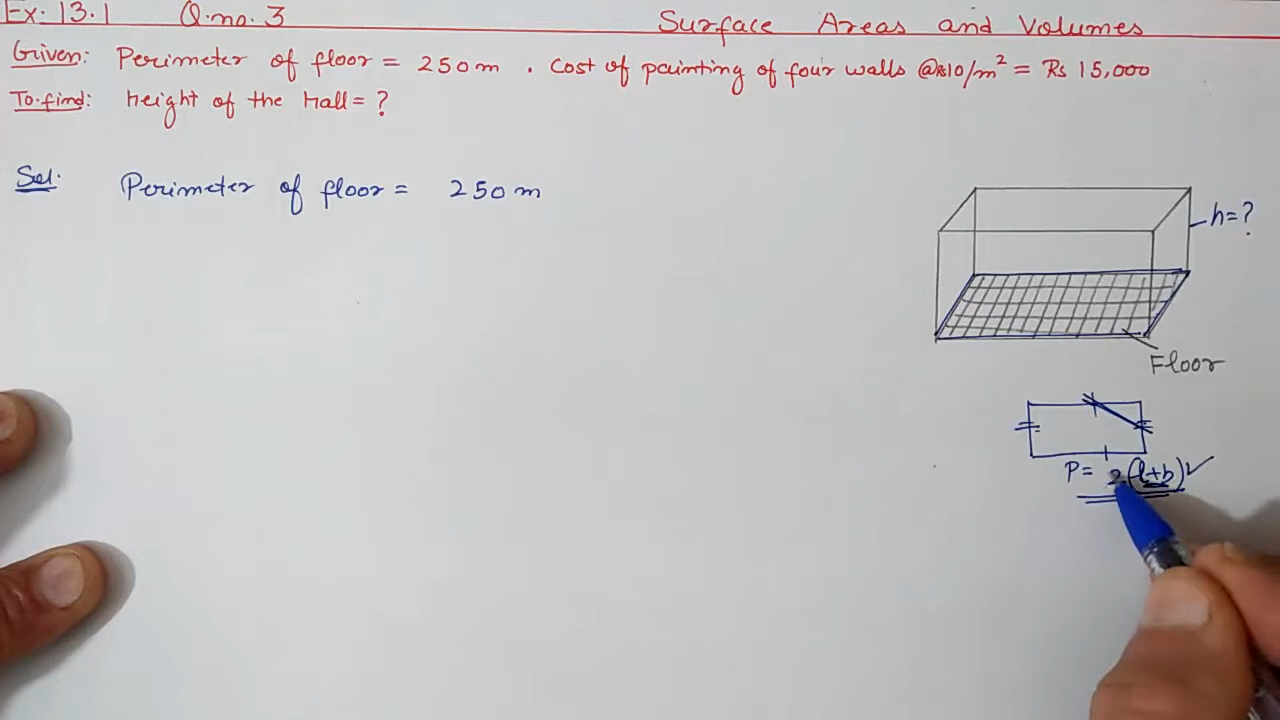 Ex. 13.1 Q.no. 3 Surface Areas and Volumes
Given: Perimeter of floor = 250 m . Cost of painting of four walls @Rs10/m² = Rs 15,000
To find: Height of the Hall = ?
Sol. Perimeter of floor = 250 m
h=?
Floor
P = 2(l+b)